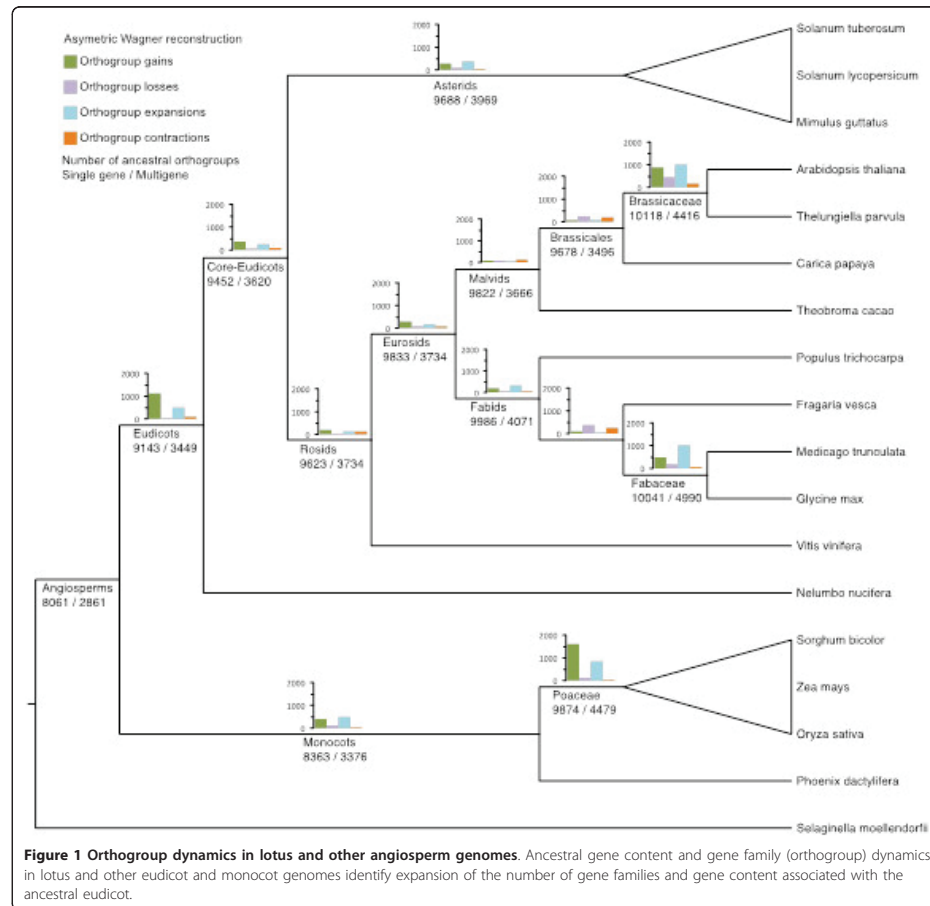 Asymetric Wagner reconstruction
Orthogroup gains
Orthogroup losses
Orthogroup expansions
Orthogroup contractions
Number of ancestral orthogroups
Single gene / Multigene
2000
1000
0
Asterids
9688 / 3969
Solanum tuberosum
Solanum lycopersicum
Mimulus guttatus
2000
1000
0
Brassicaceae
10118 / 4416
Arabidopsis thaliana
Thelungiella parvula
2000
1000
0
Brassicales
9678 / 3496
Carica papaya
2000
1000
0
Core-Eudicots
9452 / 3620
2000
1000
0
Malvids
9822 / 3666
Theobroma cacao
2000
1000
0
Eurosids
9833 / 3734
Populus trichocarpa
2000
1000
0
Fabids
9986 / 4071
2000
1000
0
Fragaria vesca
2000
1000
0
Eudicots
9143 / 3449
2000
1000
0
Rosids
9623 / 3734
2000
1000
0
Fabaceae
10041 / 4990
Medicago trunculata
Glycine max
Vitis vinifera
Angiosperms
8061 / 2861
Nelumbo nucifera
2000
1000
0
Poaceae
9874 / 4479
Sorghum bicolor
Zea mays
Oryza sativa
2000
1000
0
Monocots
8363 / 3376
Phoenix dactylifera
Selaginella moellendorfii
Figure 1 Orthogroup dynamics in lotus and other angiosperm genomes. Ancestral gene content and gene family (orthogroup) dynamics
in lotus and other eudicot and monocot genomes identify expansion of the number of gene families and gene content associated with the
ancestral eudicot.